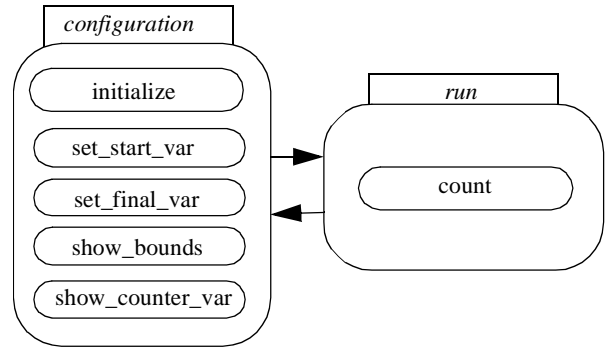 configuration
initialize
set_start_var
set_final_var
show_bounds
show_counter_var
run
count